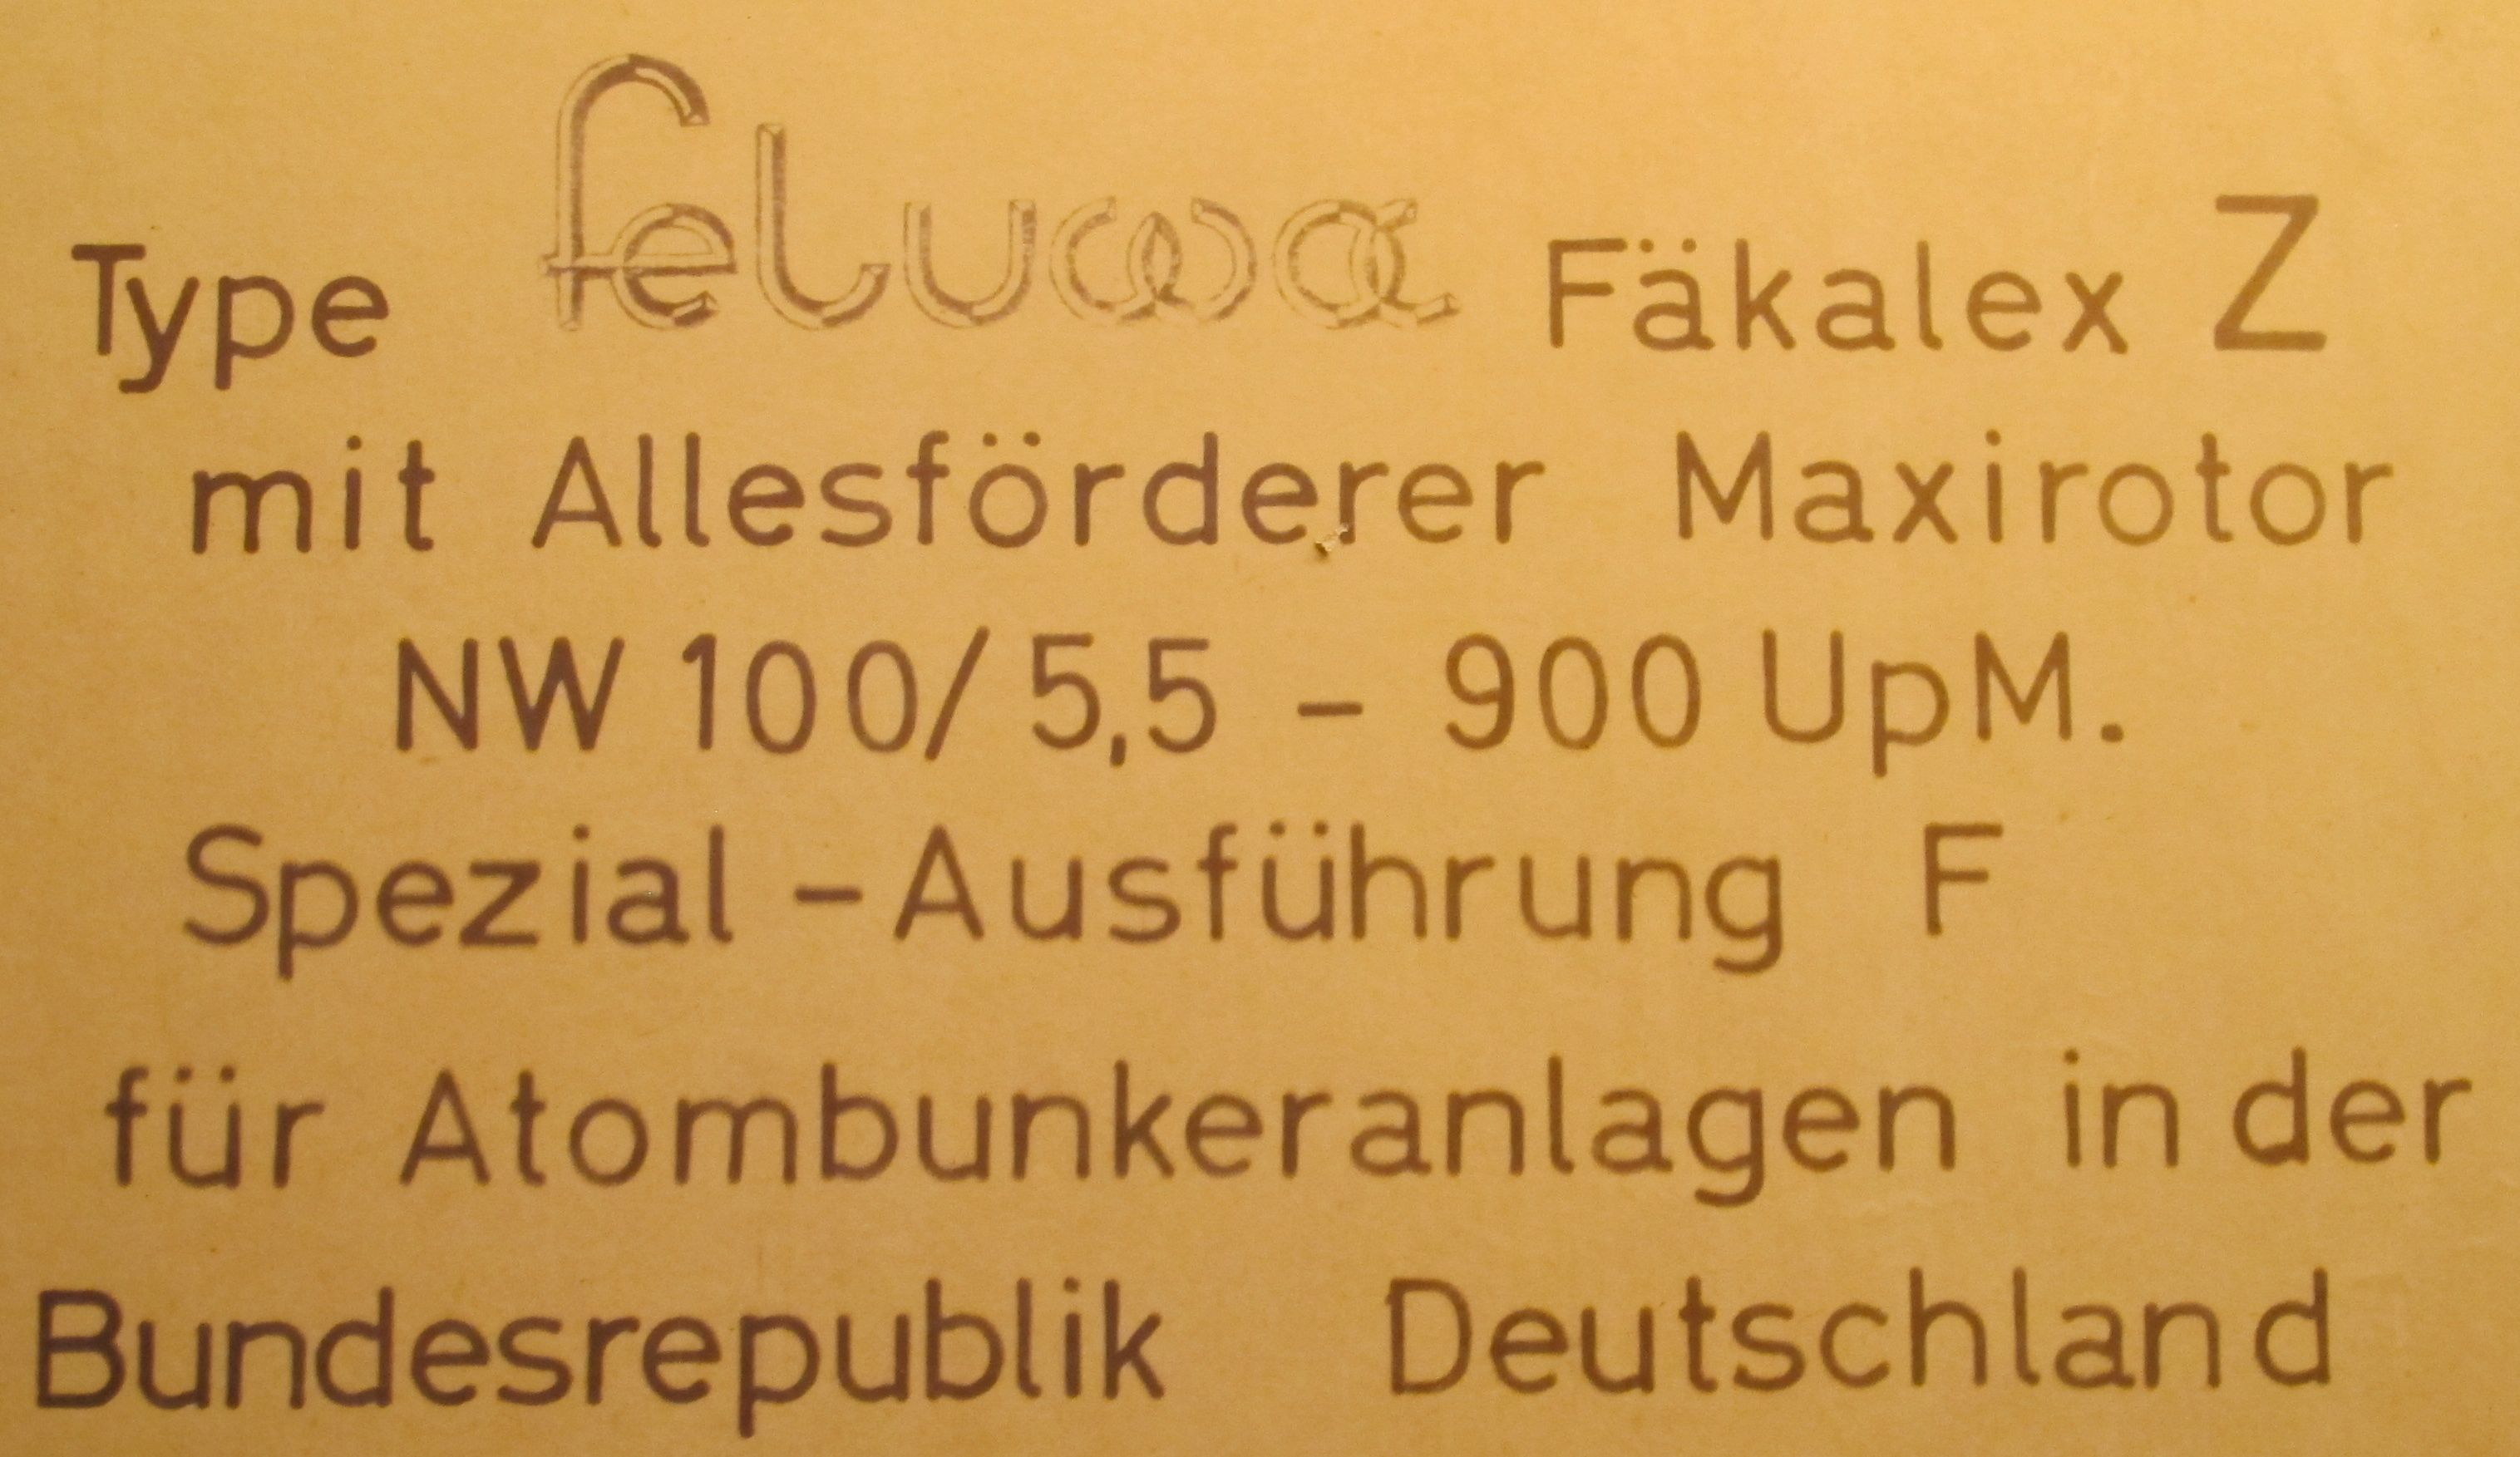 Type feluwa Fäkalex Z
mit Allesförderer Maxirotor
NW 100/5,5 - 900 UpM.
Spezial-Ausführung F
für Atombunkeranlagen in der
Bundesrepublik Deutschland